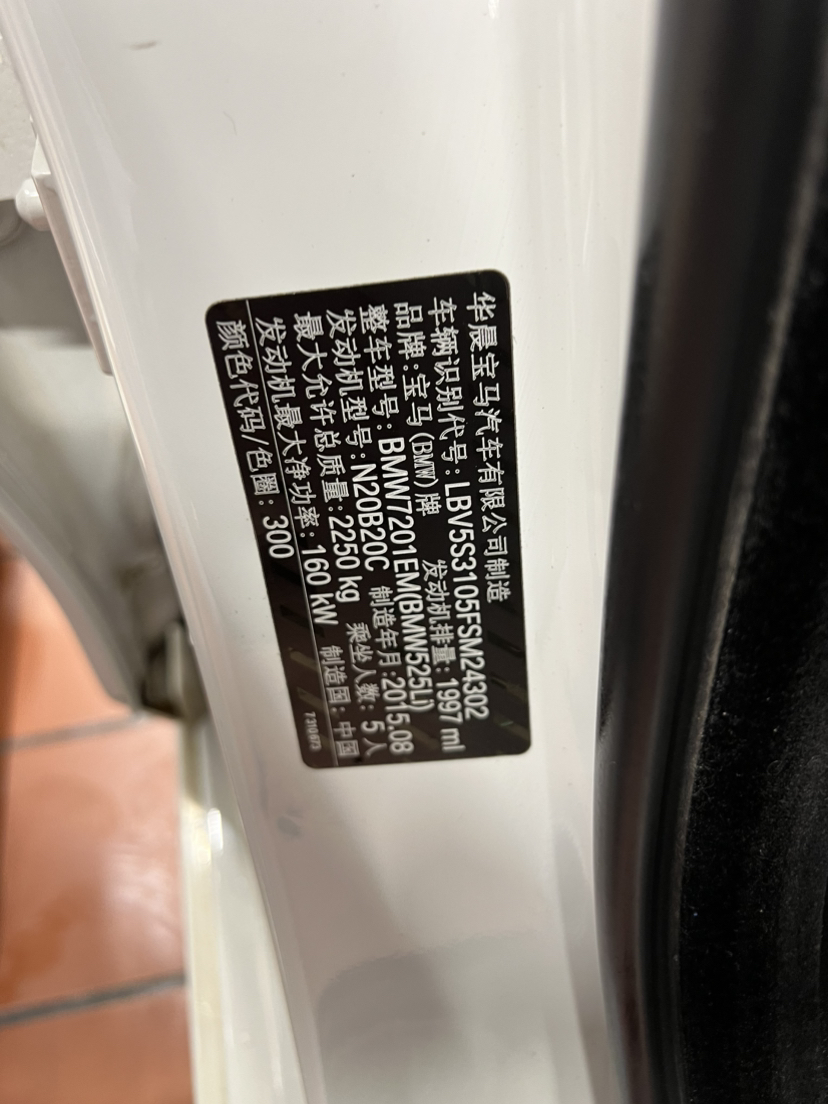 华晨宝马汽车有限公司制造
车辆识别代号: LBV5S3105FSM24302
品牌: 宝马(BMW)牌 发动机排量: 1997 ml
整车型号: BMW7201EM(BMW525LI)
发动机型号: N20B20C 制造年月: 2015.08
最大允许总质量: 2250 kg 乘坐人数: 5 人
发动机最大净功率: 160 kW 制造国: 中国
颜色代码/色圈: 300